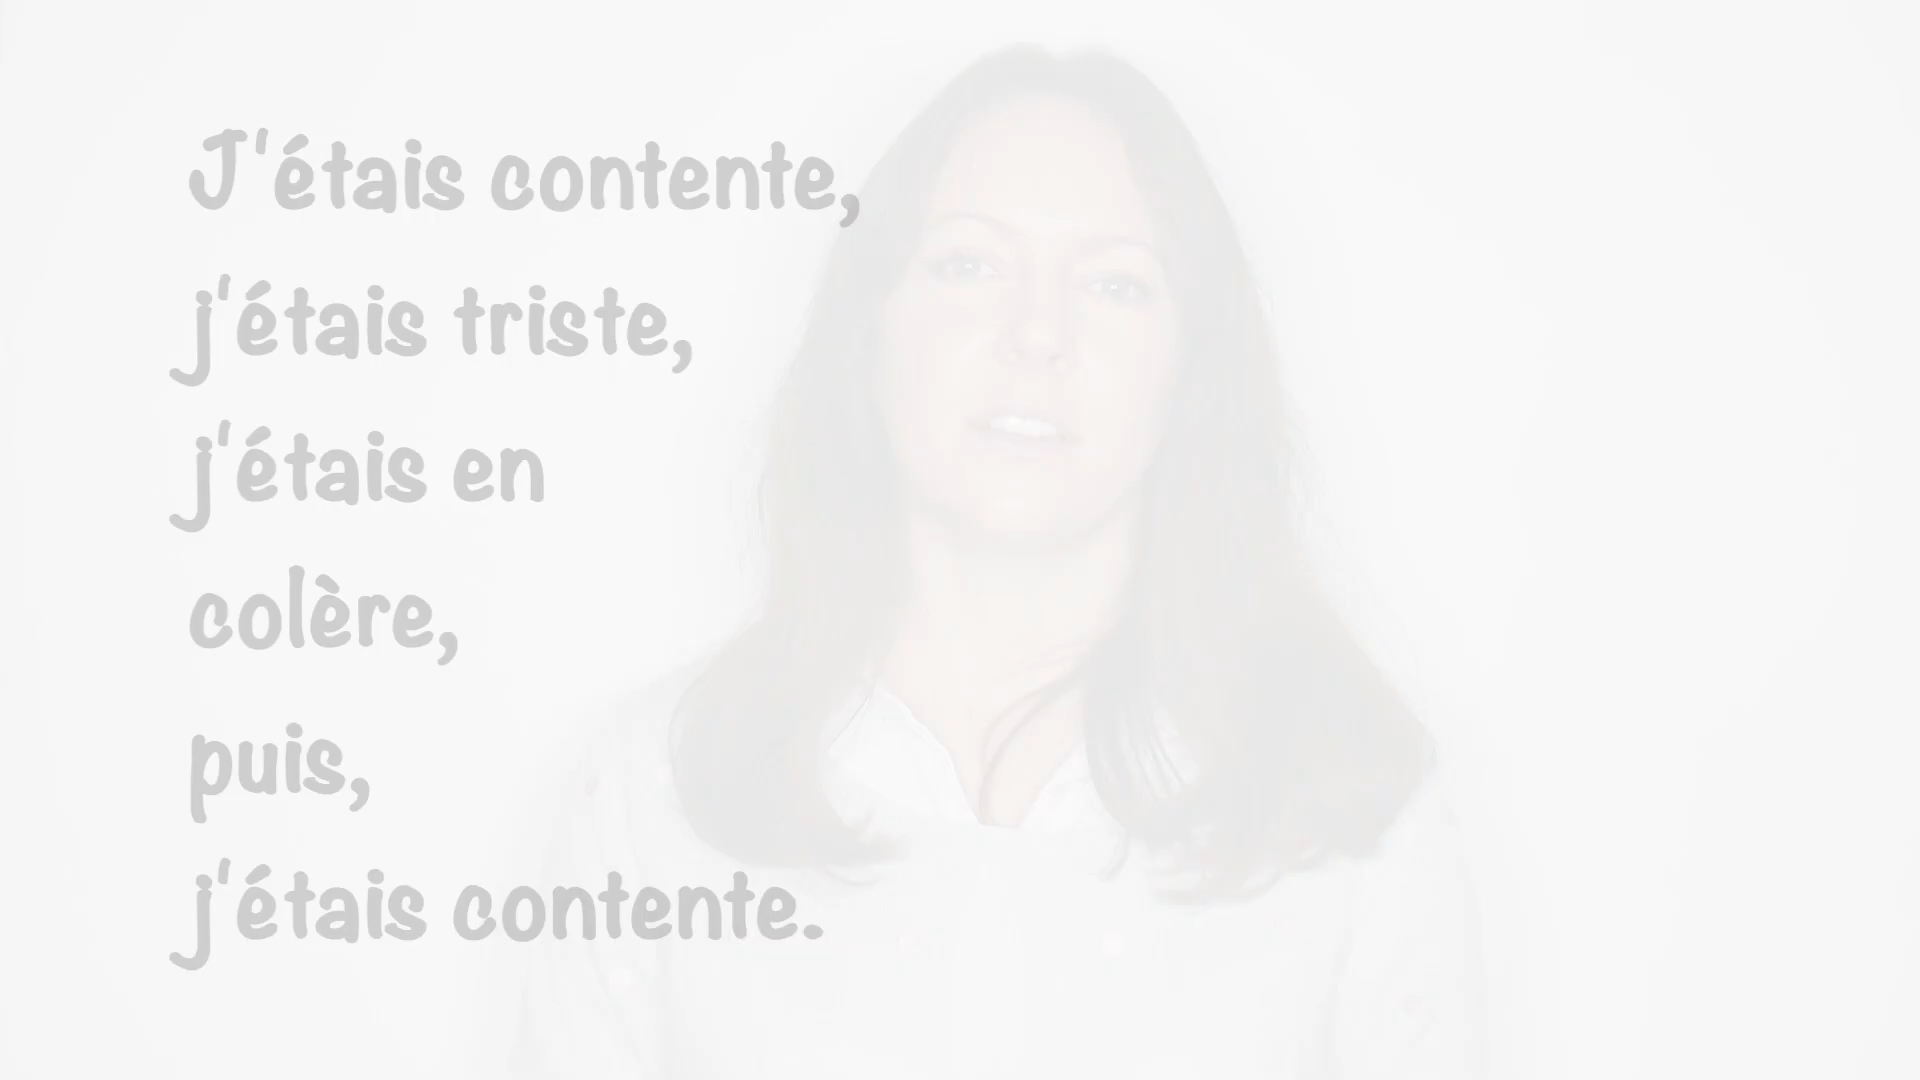 J'étais contente,
j'étais triste,
j'étais en
colère,
puis,
j'étais contente.